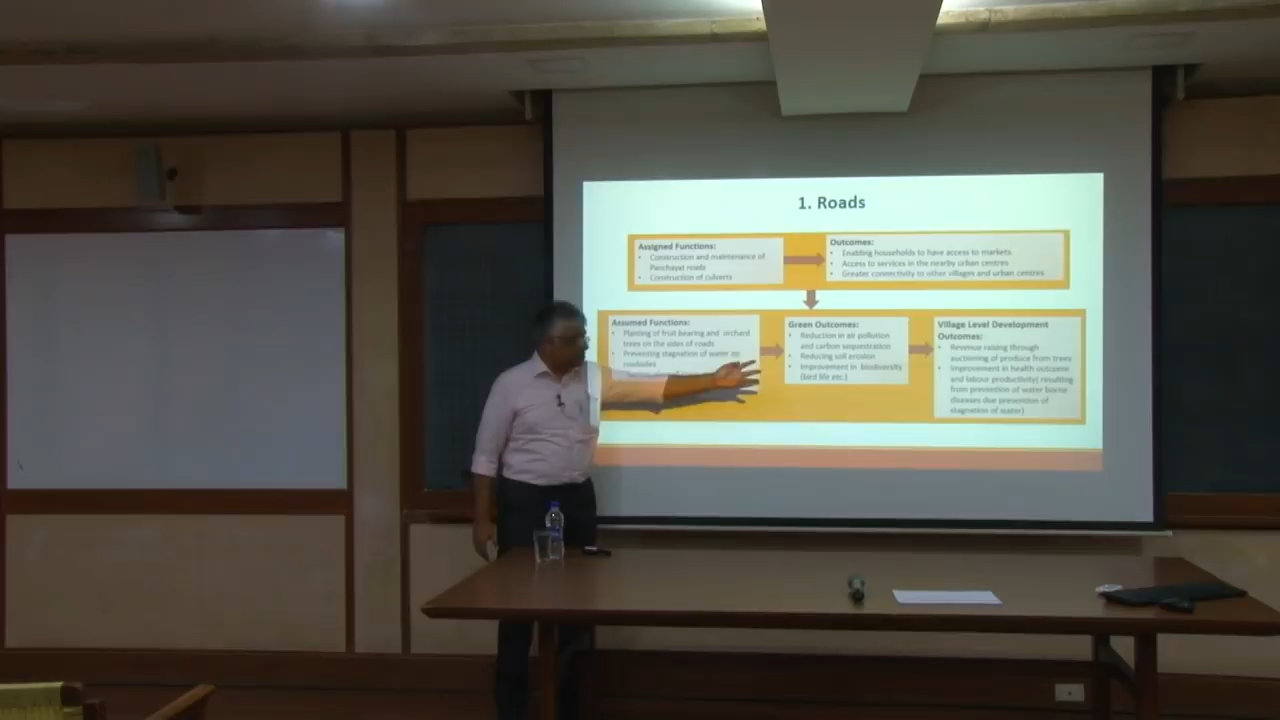 1. Roads
Assigned Functions:
• Construction and maintenance of
Panchayat roads
• Construction of culverts
Outcomes:
• Enabling households to have access to markets
• Access to services in the nearby urban centres
• Greater connectivity to other villages and urban centres
Assumed Functions:
• Planting of fruit bearing and orchard
trees on the sides of roads
• Preventing stagnation of water on
roadsides
Green Outcomes:
• Reduction in air pollution
and carbon sequestration
• Reducing soil erosion
• Improvement in biodiversity
(bird life etc.)
Village Level Development
Outcomes:
• Revenue raising through
auctioning of produce from trees
• Improvement in health outcome
and labour productivity( resulting
from prevention of water borne
diseases due prevention of
stagnation of water)